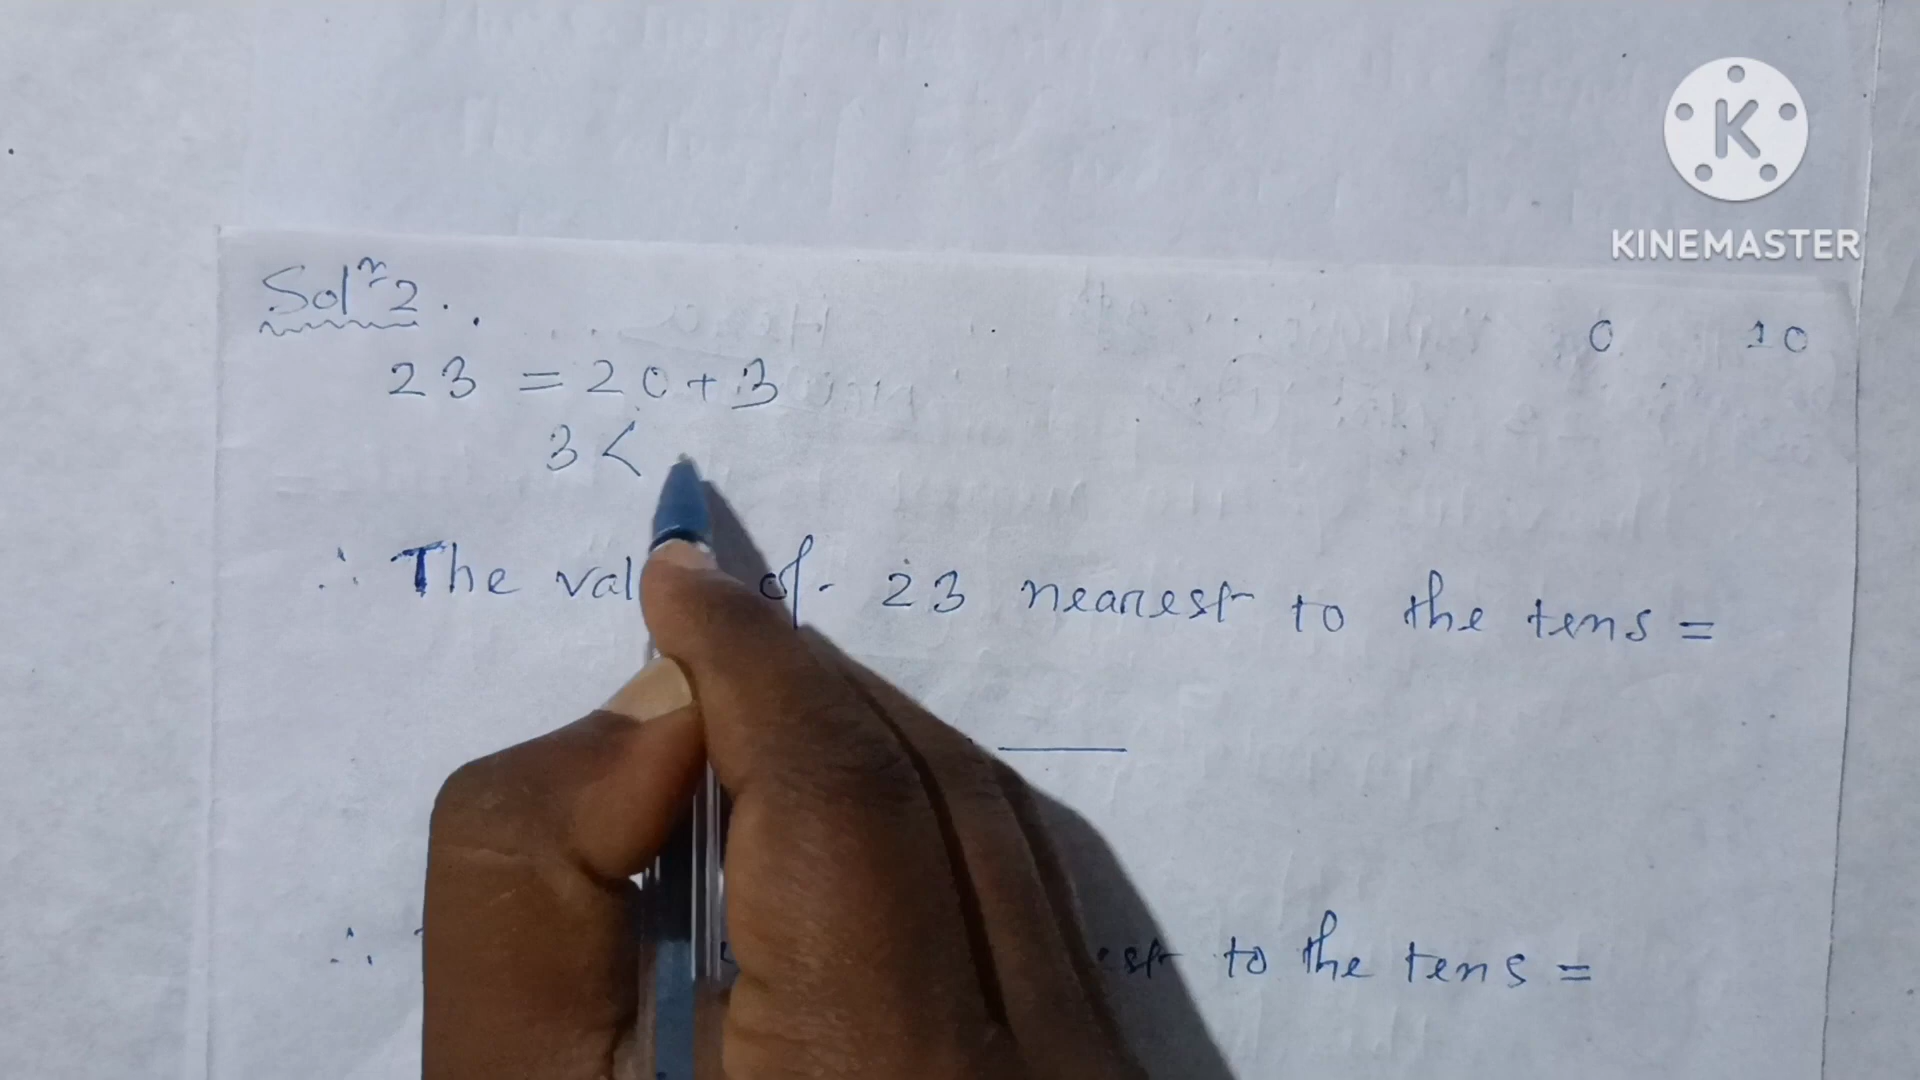 KINEMASTER
Solⁿ 2.
0 10
23 = 20 + 3
3 <
∴ The of 23 nearest to the tens =
∴ to the tens =